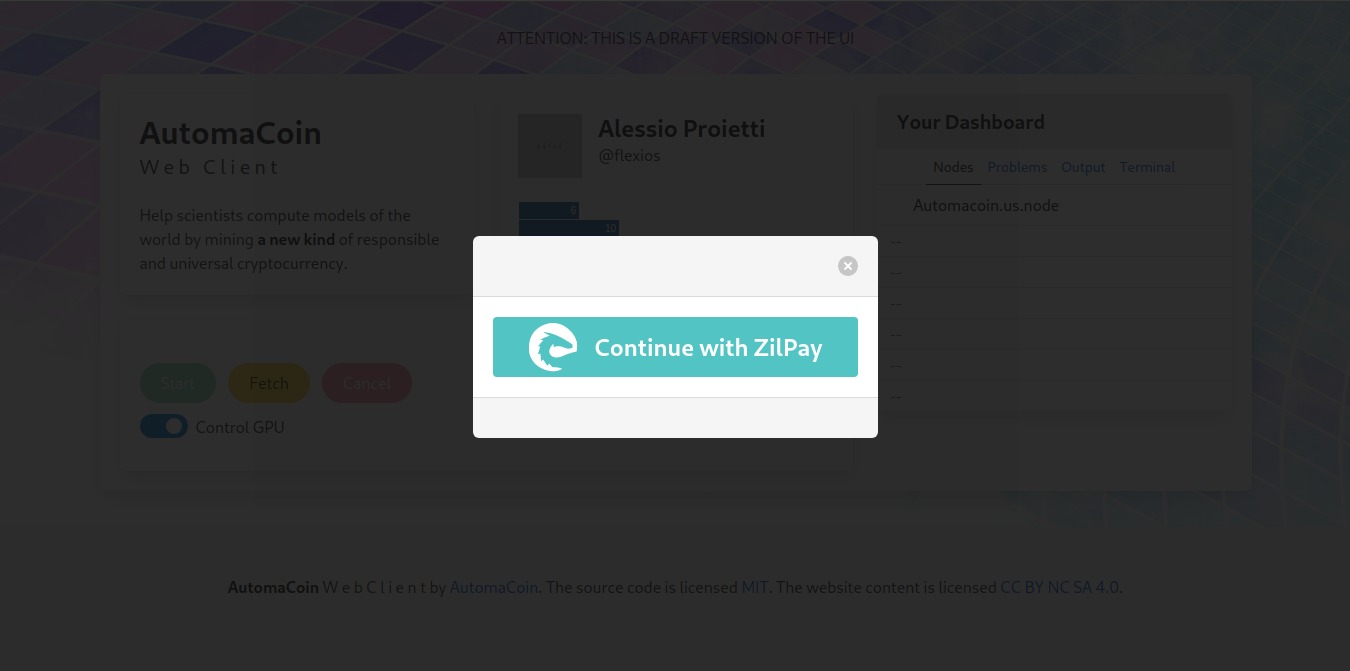 ATTENTION: THIS IS A DRAFT VERSION OF THE UI
AutomaCoin
Web Client
Help scientists compute models of the
world by mining a new kind of responsible
and universal cryptocurrency.
Start
Fetch
Cancel
Control GPU
Alessio Proietti
@flexios
6
10
Continue with ZilPay
Your Dashboard
Nodes
Problems
Output
Terminal
Automacoin.us.node
--
--
--
--
--
--
AutomaCoin Web Client by AutomaCoin. The source code is licensed MIT. The website content is licensed CC BY NC SA 4.0.